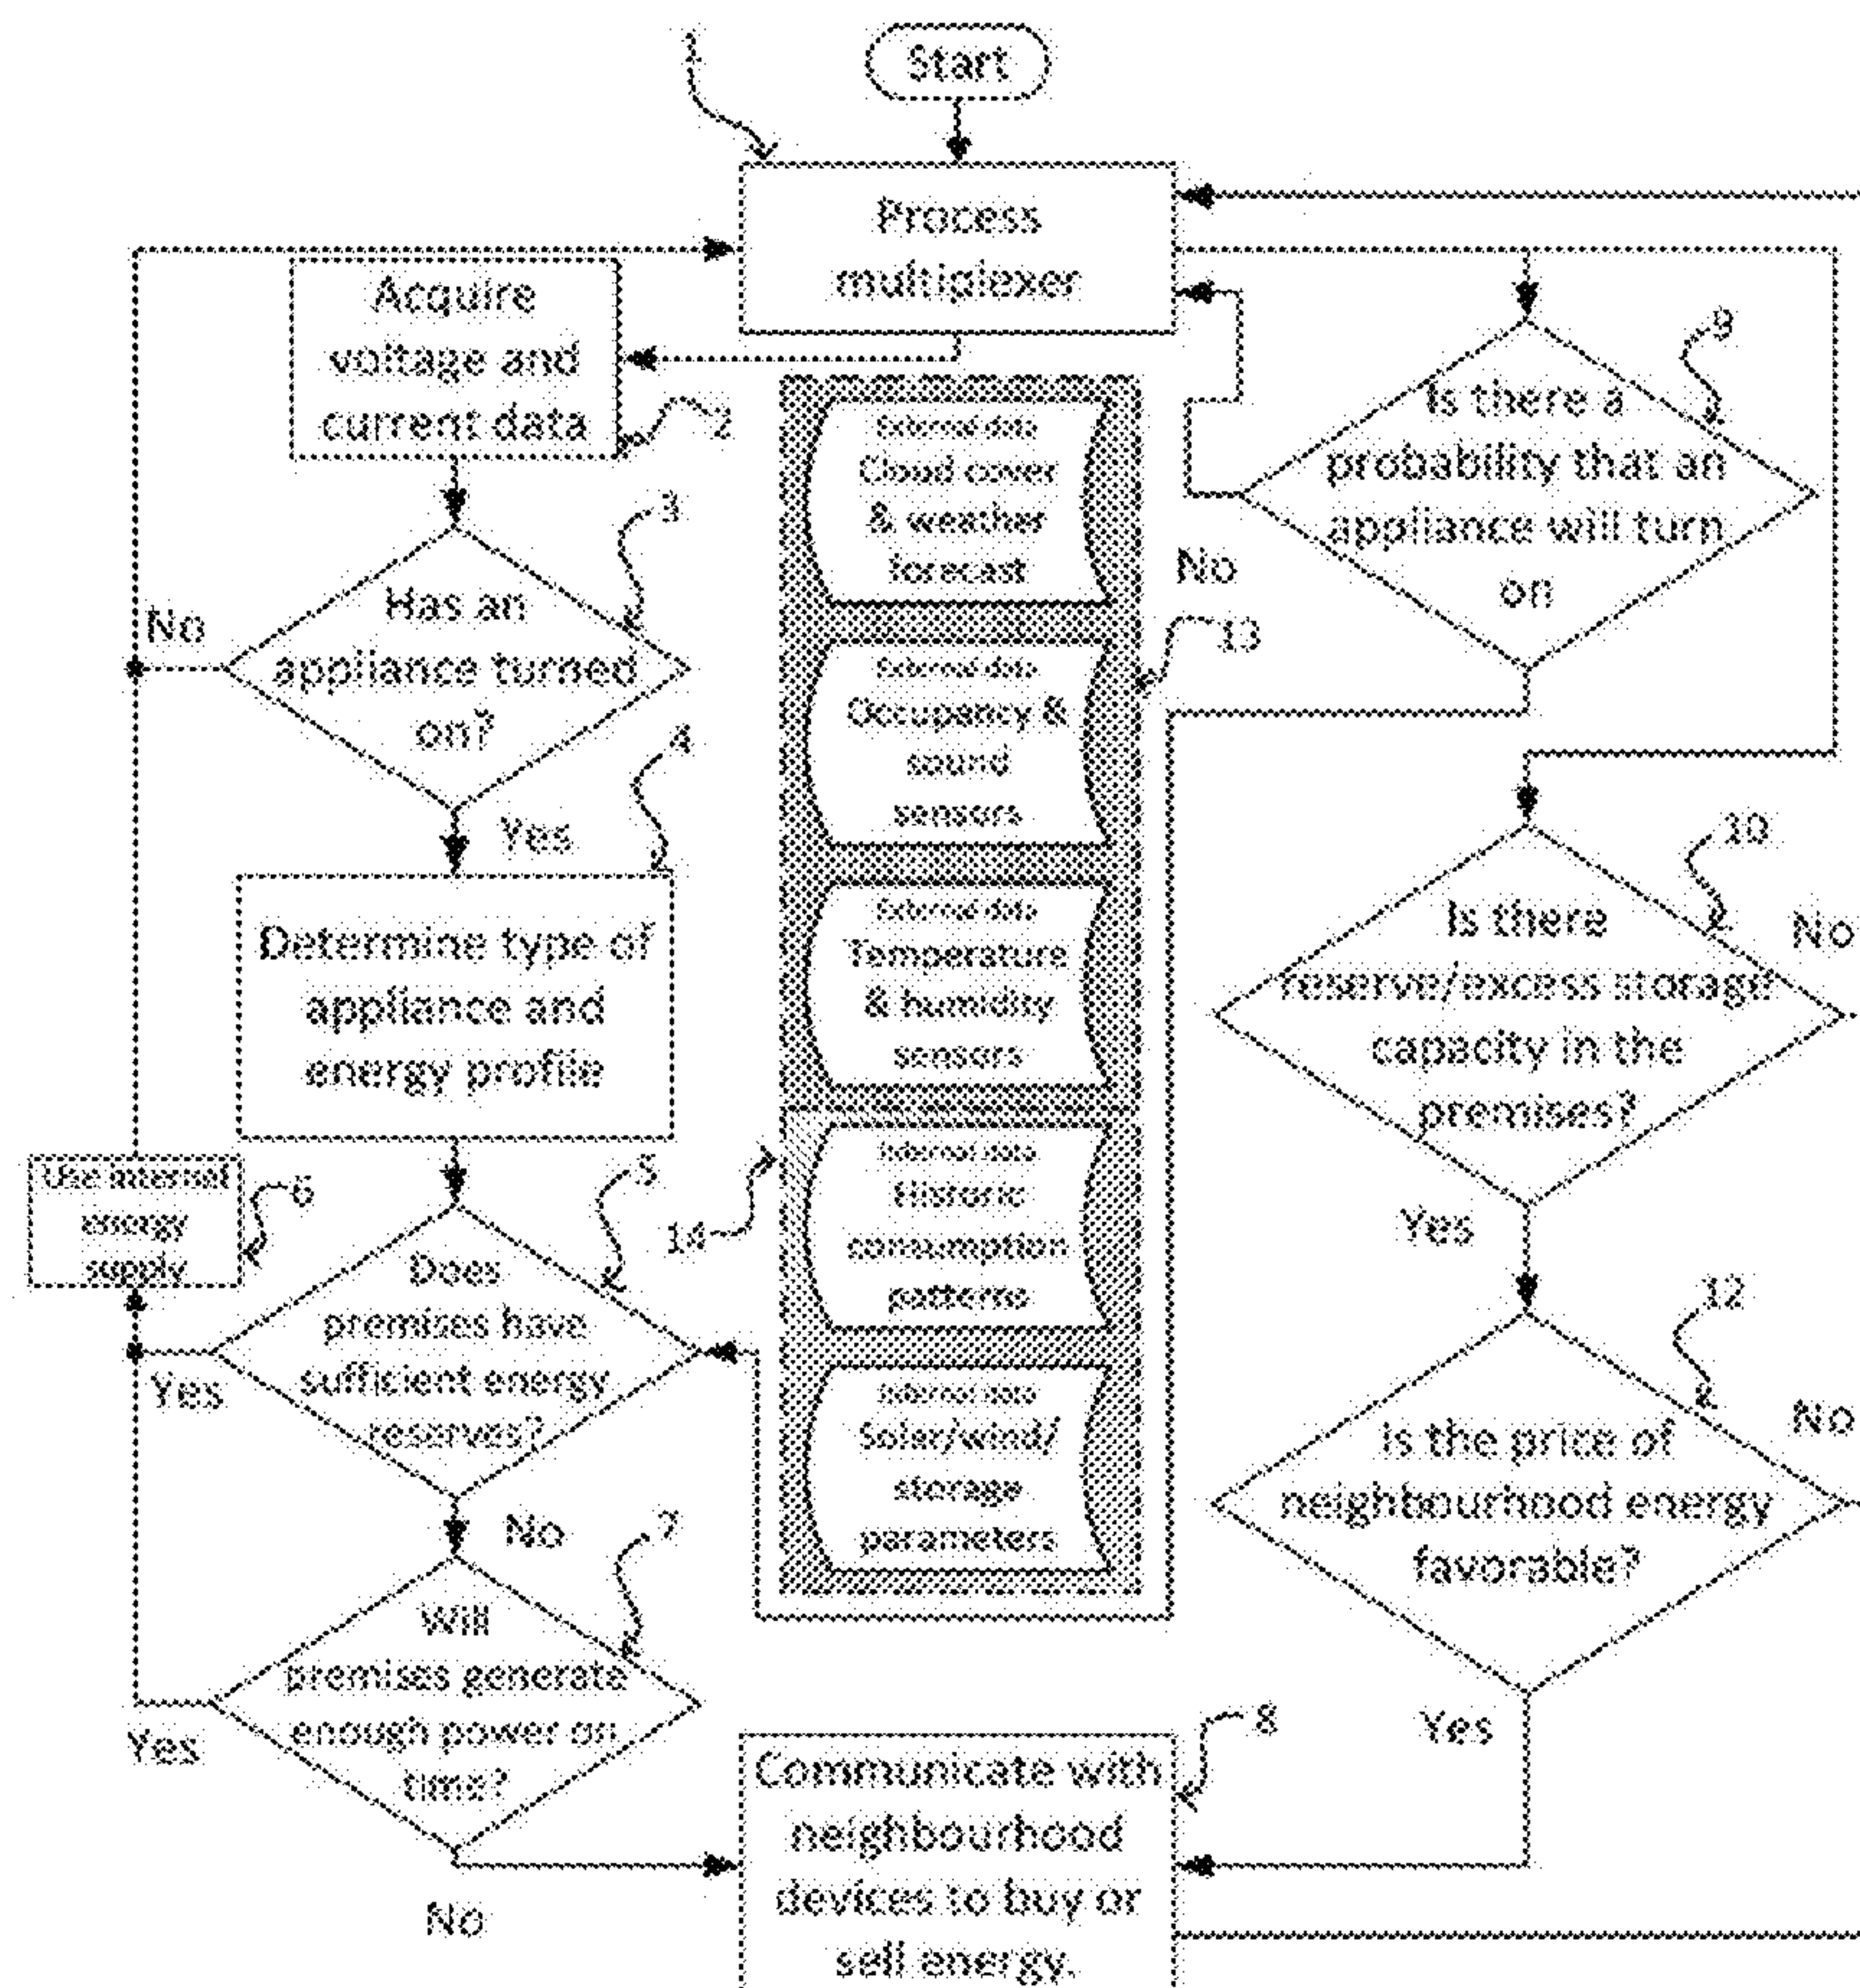 1
Start
Process
multiplexer
Acquire
voltage and
current data
2
3
Has an
appliance turned
on?
No
Yes
4
Determine type of
appliance and
energy profile
Use internal
energy
supply
6
5
Does
premises have
sufficient energy
reserves?
Yes
No
7
Will
premises generate
enough power on
time?
Yes
No
External data
Cloud cover
& weather
forecast
External data
Occupancy &
sound
sensors
13
External data
Temperature
& humidity
sensors
14
Internal data
Historic
consumption
patterns
Internal data
Solar/wind/
storage
parameters
8
Communicate with
neighbourhood
devices to buy or
sell energy.
9
Is there a
probability that an
appliance will turn
on
No
10
Is there
reserve/excess storage
capacity in the
premises?
No
Yes
12
Is the price of
neighbourhood energy
favorable?
No
Yes